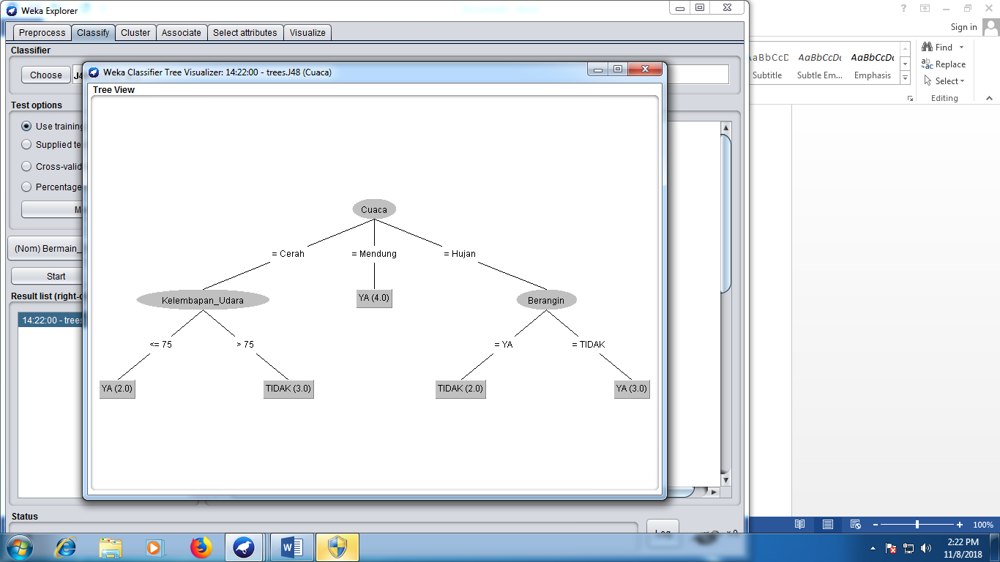 Weka Explorer
Sign in
Preprocess Classify Cluster Associate Select attributes Visualize
Classifier
Choose J4
Weka Classifier Tree Visualizer: 14:22:00 - trees.J48 (Cuaca)
Tree View
Test options
Use training
Supplied te
Cross-valid
Percentage
M
(Nom) Bermain_
Start
Result list (right-c
14:22:00 - trees
Cuaca
= Cerah = Mendung = Hujan
Kelembapan_Udara YA (4.0) Berangin
<= 75 > 75 = YA = TIDAK
YA (2.0) TIDAK (3.0) TIDAK (2.0) YA (3.0)
Status
Log x 0
AaBbCcD AaBbCcDc AaBbCcDc
Subtitle Subtle Em... Emphasis
Find
Replace
Select
Editing
100%
2:22 PM
11/8/2018